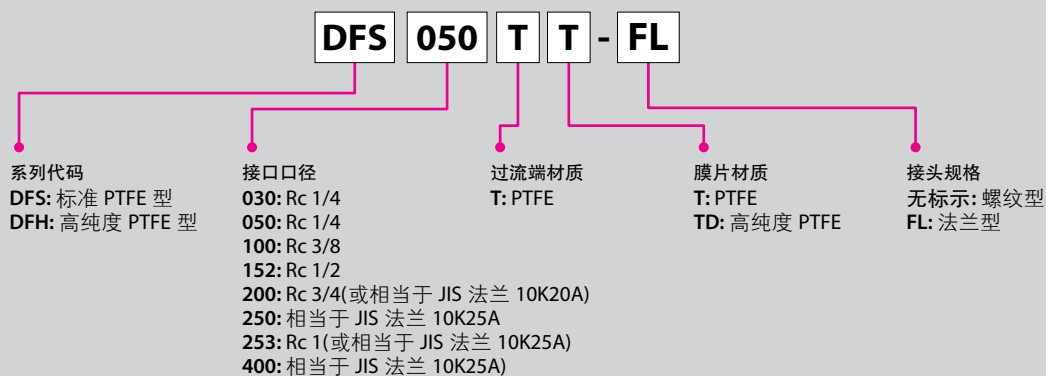 DFS 050 T T - FL
系列代码
DFS: 标准 PTFE 型
DFH: 高纯度 PTFE 型
接口口径
030: Rc 1/4
050: Rc 1/4
100: Rc 3/8
152: Rc 1/2
200: Rc 3/4(或相当于 JIS 法兰 10K20A)
250: 相当于 JIS 法兰 10K25A
253: Rc 1(或相当于 JIS 法兰 10K25A)
400: 相当于 JIS 法兰 10K25A)
过流端材质
T: PTFE
膜片材质
T: PTFE
TD: 高纯度 PTFE
接头规格
无标示: 螺纹型
FL: 法兰型